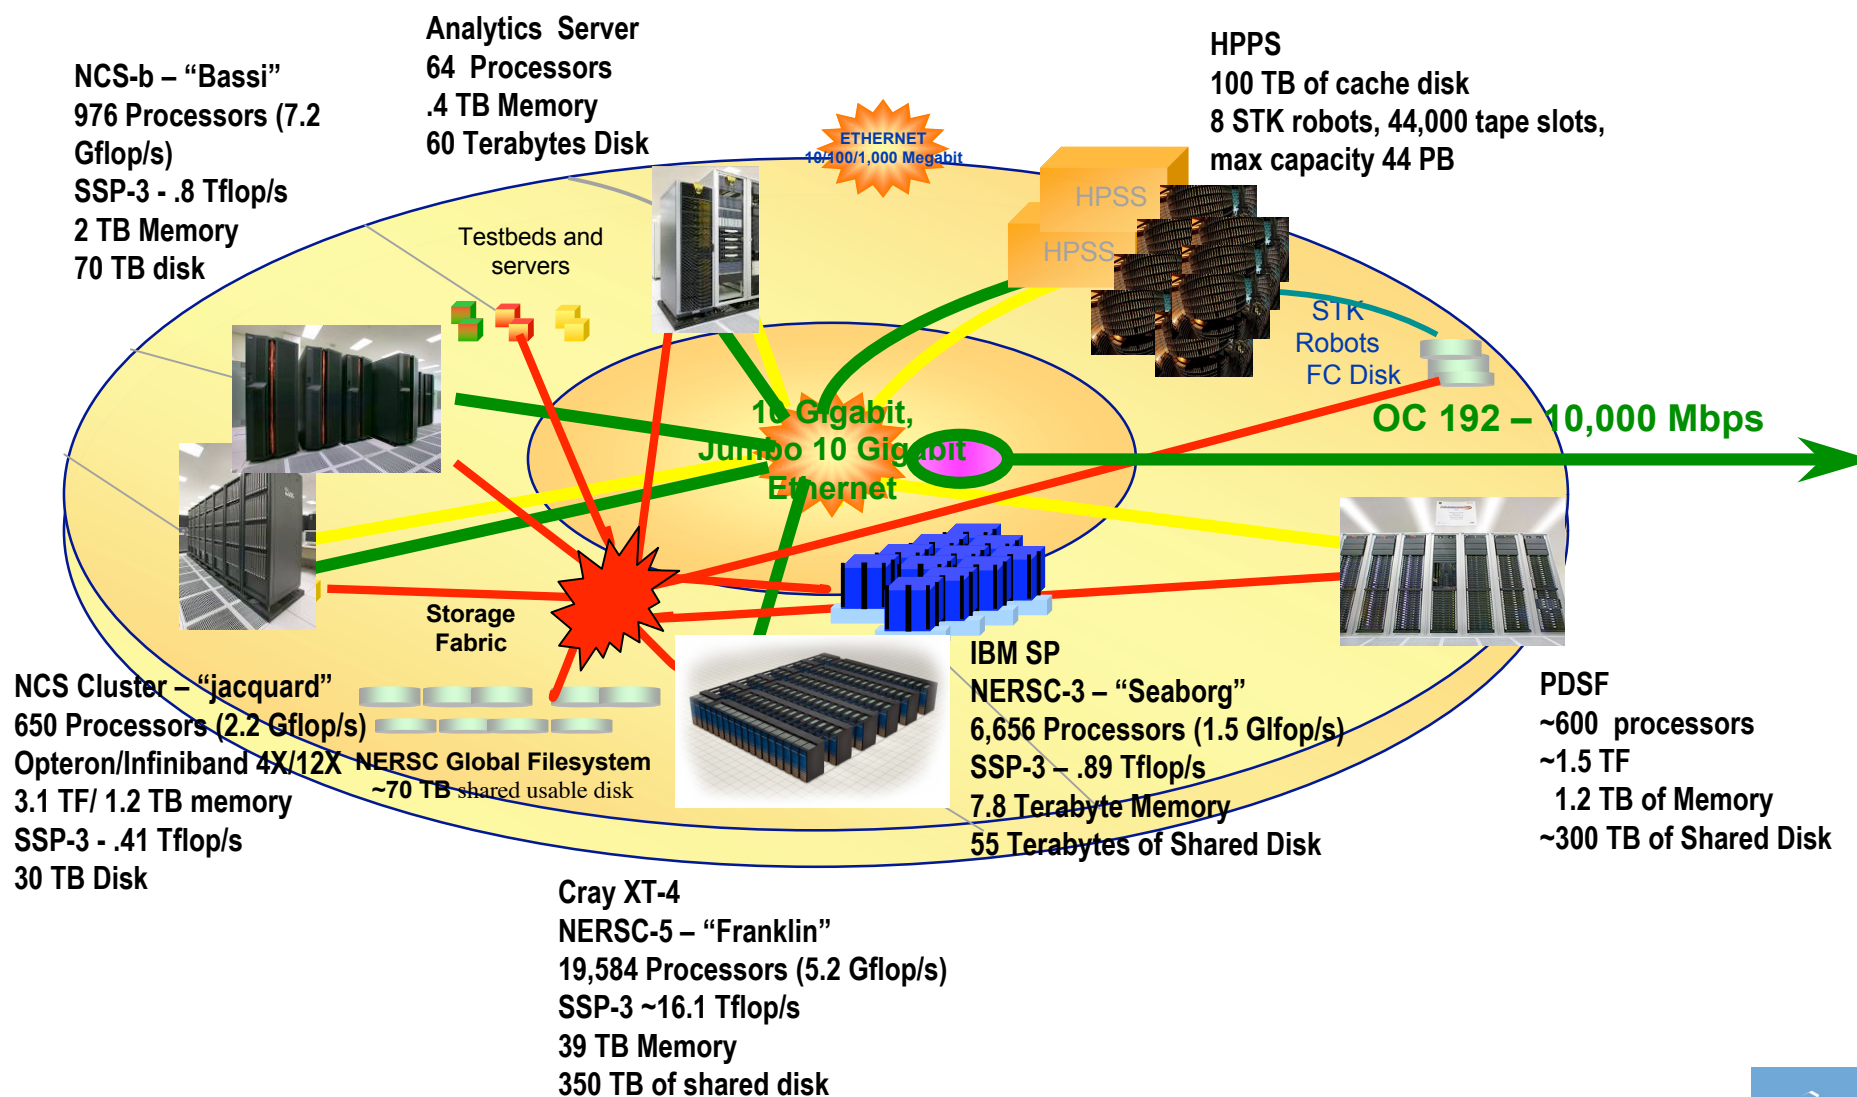 NCS-b – “Bassi”
976 Processors (7.2
Gflop/s)
SSP-3 - .8 Tflop/s
2 TB Memory
70 TB disk
Analytics Server
64 Processors
.4 TB Memory
60 Terabytes Disk
ETHERNET
10/100/1,000 Megabit
HPPS
100 TB of cache disk
8 STK robots, 44,000 tape slots,
max capacity 44 PB
HPSS
HPSS
Testbeds and
servers
STK
Robots
FC Disk
10 Gigabit,
Jumbo 10 Gigabit
Ethernet
OC 192 – 10,000 Mbps
Storage
Fabric
NCS Cluster – “jacquard”
650 Processors (2.2 Gflop/s)
Opteron/Infiniband 4X/12X
3.1 TF/ 1.2 TB memory
SSP-3 - .41 Tflop/s
30 TB Disk
NERSC Global Filesystem
~70 TB shared usable disk
IBM SP
NERSC-3 – “Seaborg”
6,656 Processors (1.5 Glfop/s)
SSP-3 – .89 Tflop/s
7.8 Terabyte Memory
55 Terabytes of Shared Disk
PDSF
~600 processors
~1.5 TF
1.2 TB of Memory
~300 TB of Shared Disk
Cray XT-4
NERSC-5 – “Franklin”
19,584 Processors (5.2 Gflop/s)
SSP-3 ~16.1 Tflop/s
39 TB Memory
350 TB of shared disk